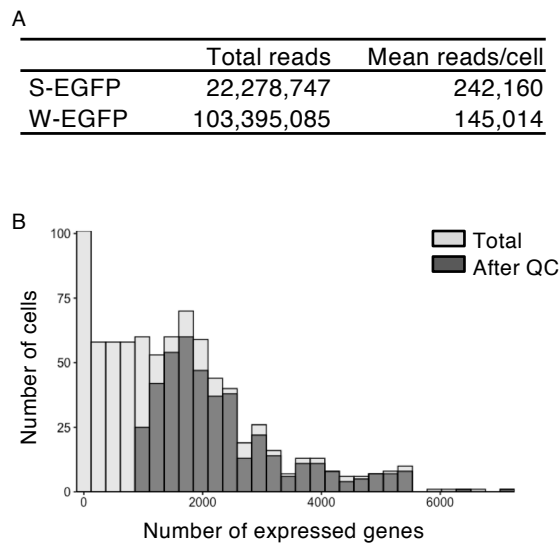 A
Total reads Mean reads/cell
S-EGFP 22,278,747 242,160
W-EGFP 103,395,085 145,014
B
100
75
50
25
0
Number of cells
Total
After QC
0 2000 4000 6000
Number of expressed genes